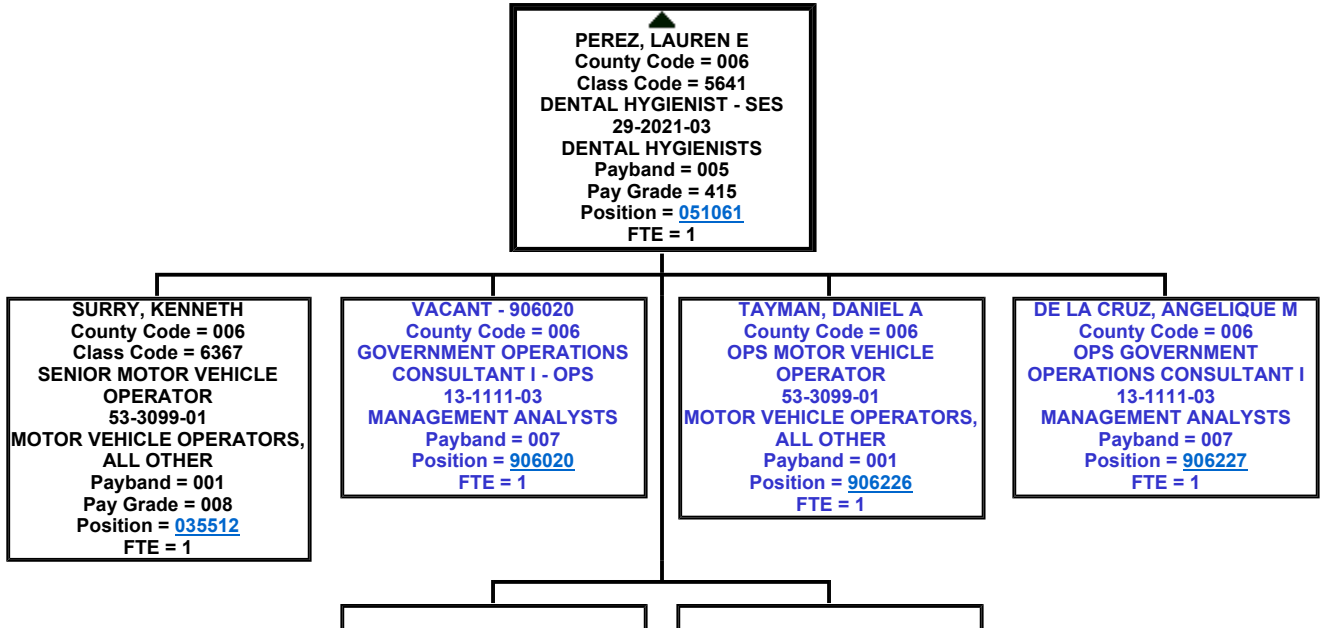 PEREZ, LAUREN E
County Code = 006
Class Code = 5641
DENTAL HYGIENIST - SES
29-2021-03
DENTAL HYGIENISTS
Payband = 005
Pay Grade = 415
Position = 051061
FTE = 1
SURRY, KENNETH
County Code = 006
Class Code = 6367
SENIOR MOTOR VEHICLE
OPERATOR
53-3099-01
MOTOR VEHICLE OPERATORS,
ALL OTHER
Payband = 001
Pay Grade = 008
Position = 035512
FTE = 1
VACANT - 906020
County Code = 006
GOVERNMENT OPERATIONS
CONSULTANT I - OPS
13-1111-03
MANAGEMENT ANALYSTS
Payband = 007
Position = 906020
FTE = 1
TAYMAN, DANIEL A
County Code = 006
OPS MOTOR VEHICLE
OPERATOR
53-3099-01
MOTOR VEHICLE OPERATORS,
ALL OTHER
Payband = 001
Position = 906226
FTE = 1
DE LA CRUZ, ANGELIQUE M
County Code = 006
OPS GOVERNMENT
OPERATIONS CONSULTANT I
13-1111-03
MANAGEMENT ANALYSTS
Payband = 007
Position = 906227
FTE = 1